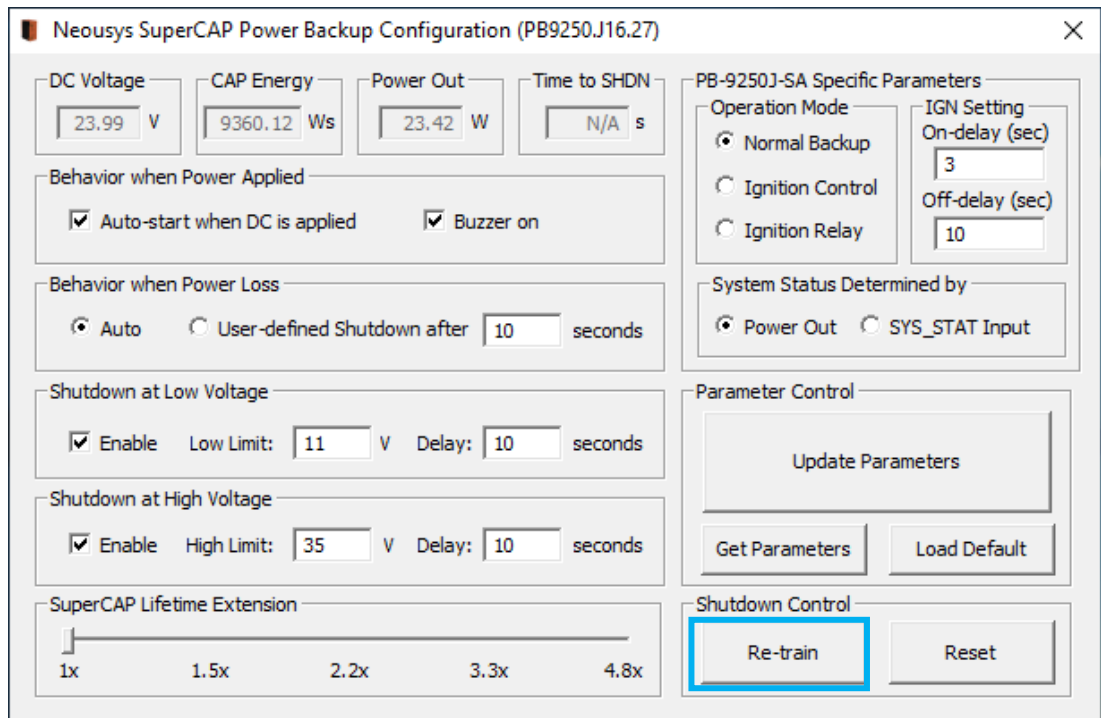 Neousys SuperCAP Power Backup Configuration (PB9250.J16.27)
DC Voltage
23.99 V
CAP Energy
9360.12 Ws
Power Out
23.42 W
Time to SHDN
N/A s
Behavior when Power Applied
Auto-start when DC is applied Buzzer on
Behavior when Power Loss
Auto User-defined Shutdown after 10 seconds
Shutdown at Low Voltage
Enable Low Limit: 11 V Delay: 10 seconds
Shutdown at High Voltage
Enable High Limit: 35 V Delay: 10 seconds
SuperCAP Lifetime Extension
1x 1.5x 2.2x 3.3x 4.8x
PB-9250J-SA Specific Parameters
Operation Mode
Normal Backup
Ignition Control
Ignition Relay
IGN Setting
On-delay (sec)
3
Off-delay (sec)
10
System Status Determined by
Power Out SYS_STAT Input
Parameter Control
Update Parameters
Get Parameters Load Default
Shutdown Control
Re-train Reset